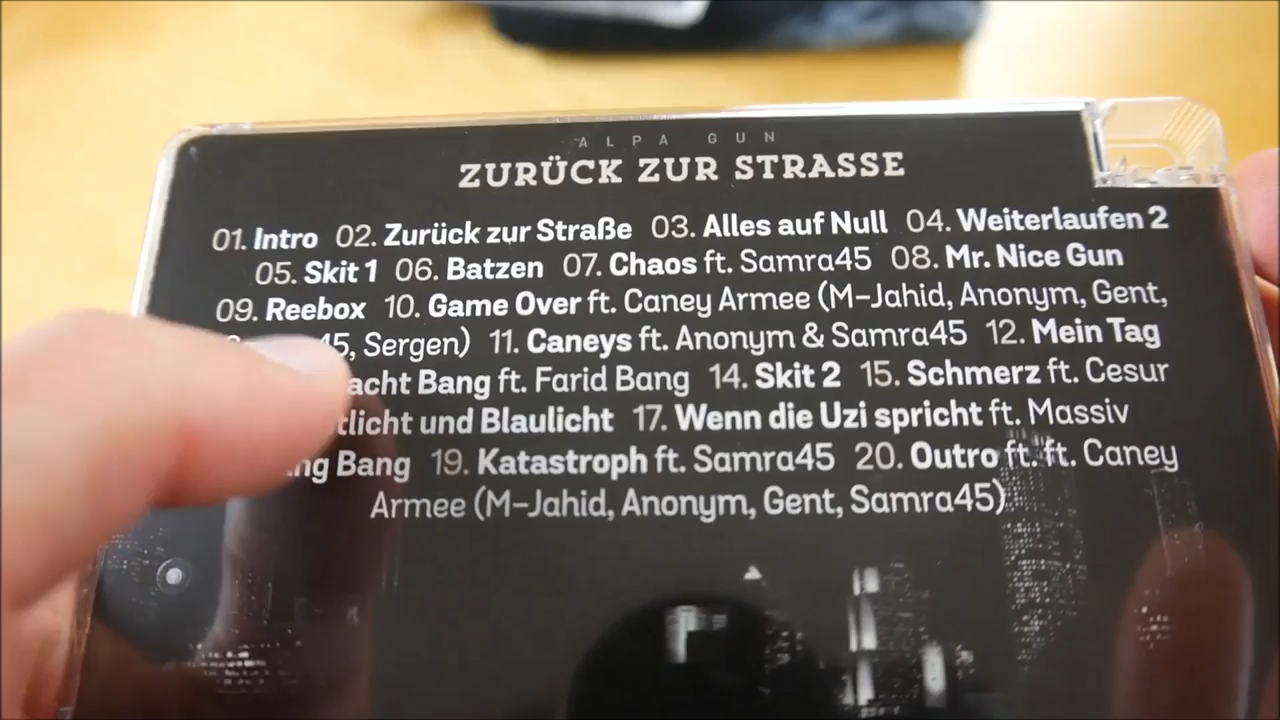 ALPA GUN
ZURÜCK ZUR STRASSE
01. Intro 02. Zurück zur Straße 03. Alles auf Null 04. Weiterlaufen 2
05. Skit 1 06. Batzen 07. Chaos ft. Samra45 08. Mr. Nice Gun
09. Reebox 10. Game Over ft. Caney Armee (M-Jahid, Anonym, Gent,
45, Sergen) 11. Caneys ft. Anonym & Samra45 12. Mein Tag
Bang ft. Farid Bang 14. Skit 2 15. Schmerz ft. Cesur
und Blaulicht 17. Wenn die Uzi spricht ft. Massiv
Bang 19. Katastroph ft. Samra45 20. Outro ft. ft. Caney
Armee (M-Jahid, Anonym, Gent, Samra45)